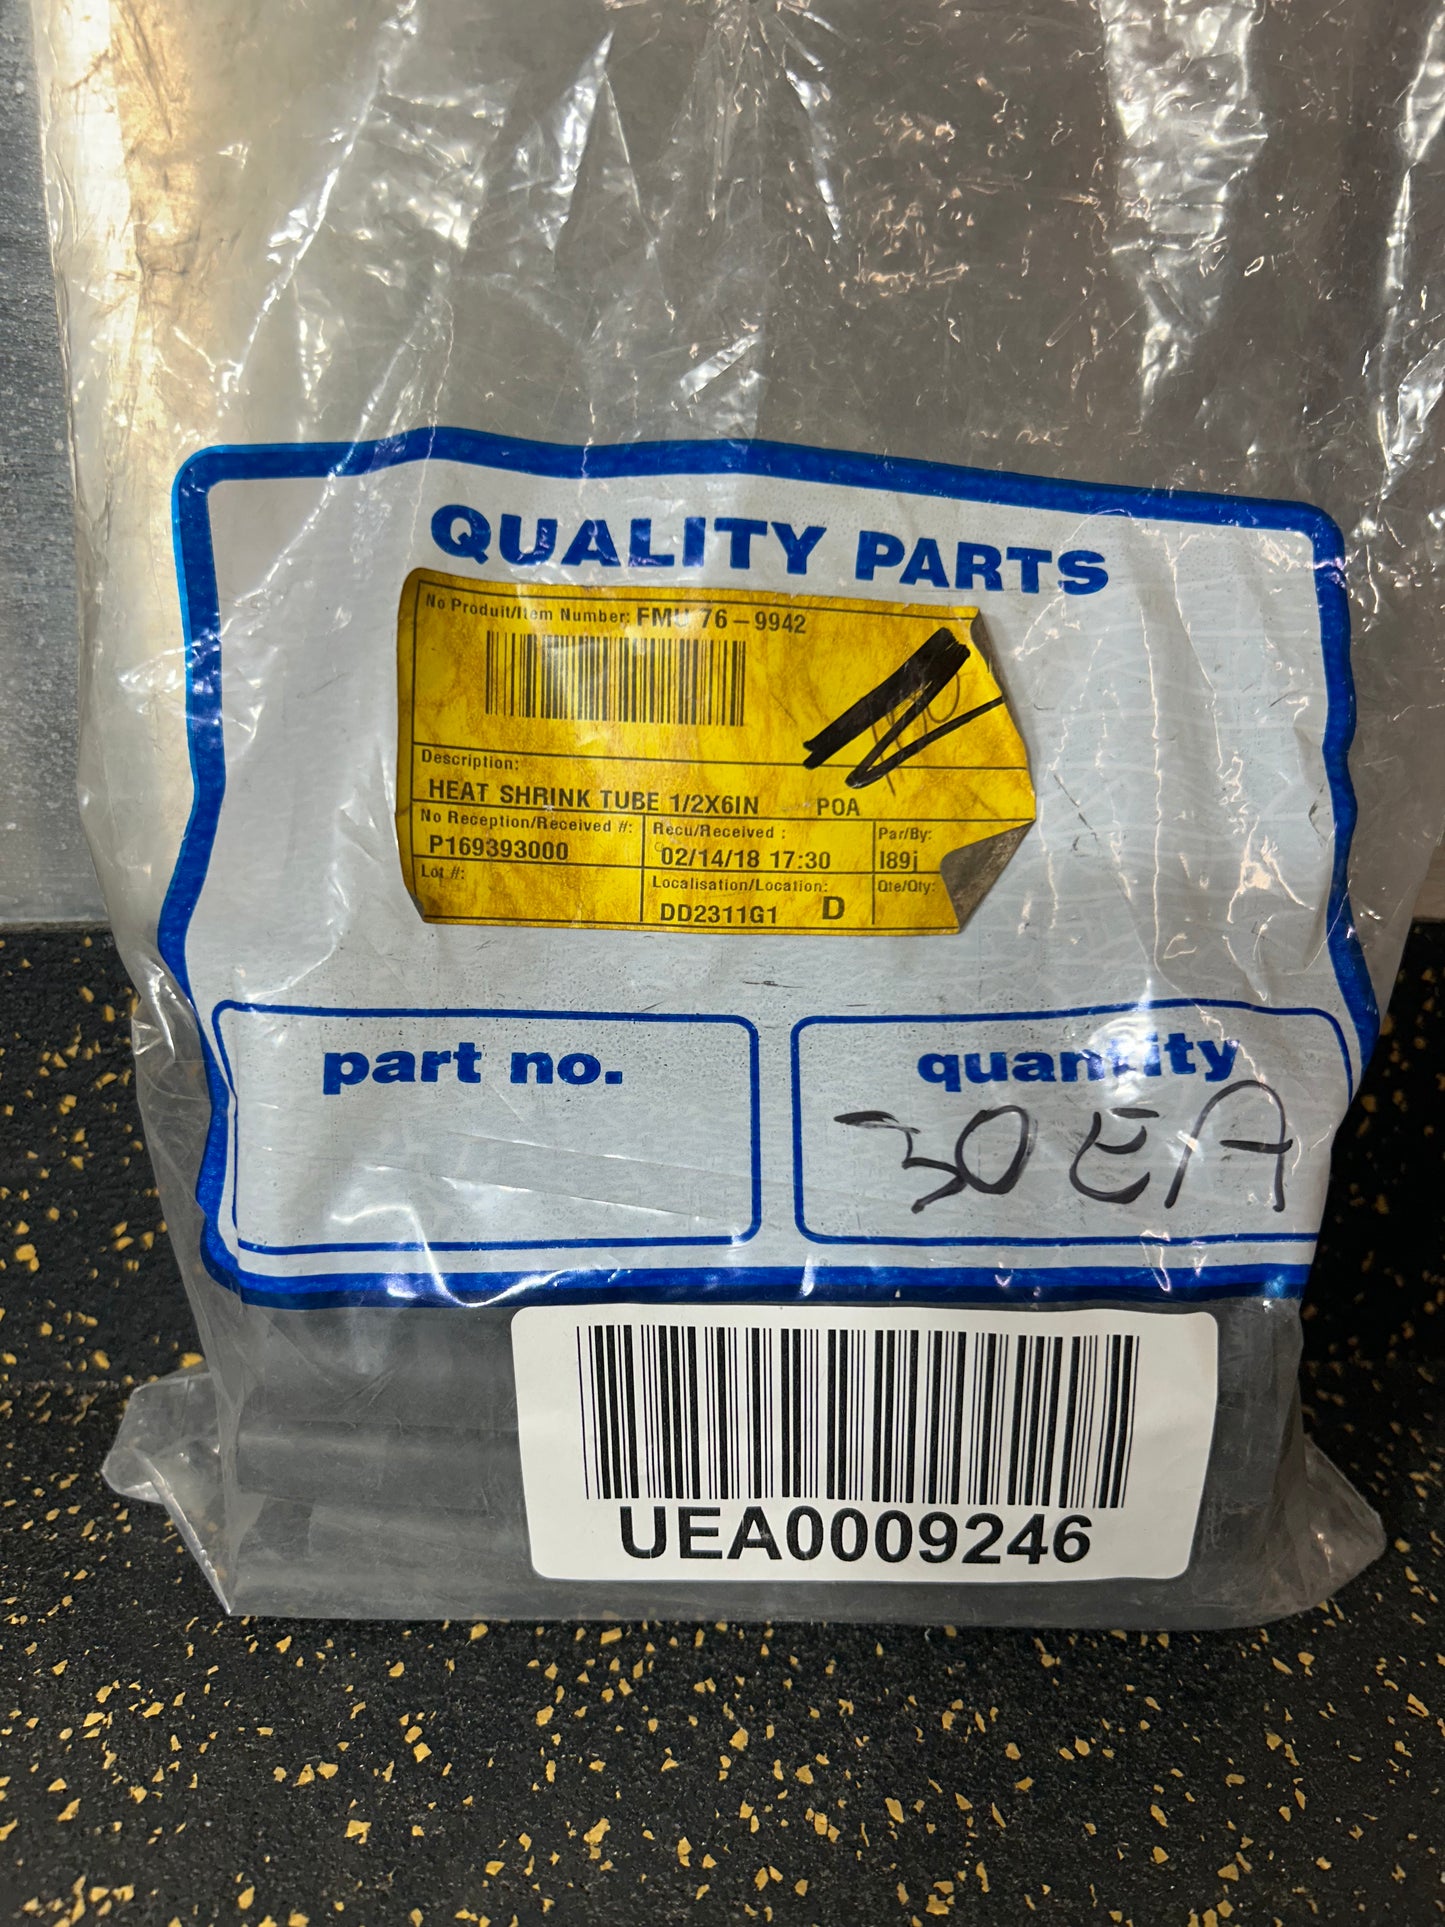 QUALITY PARTS
No Produit/Item Number: FMU 76-9942
Description:
HEAT SHRINK TUBE 1/2X6IN POA
No Reception/Received #: Recu/Received : Par/By:
P169393000 02/14/18 17:30 I89j
Lot #: Localisation/Location: Qte/Qty:
DD2311G1 D
part no. quantity
30 EA
UEA0009246